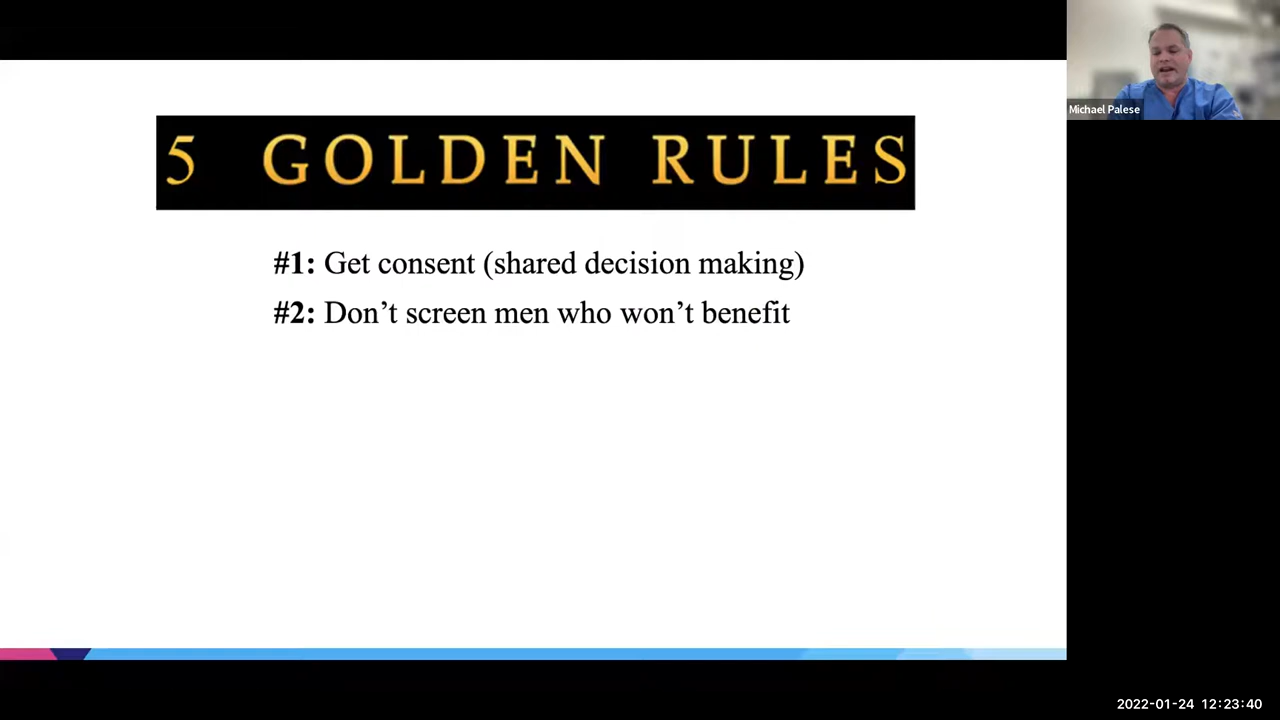 5 GOLDEN RULES
#1: Get consent (shared decision making)
#2: Don’t screen men who won’t benefit
Michael Palese
2022-01-24 12:23:40